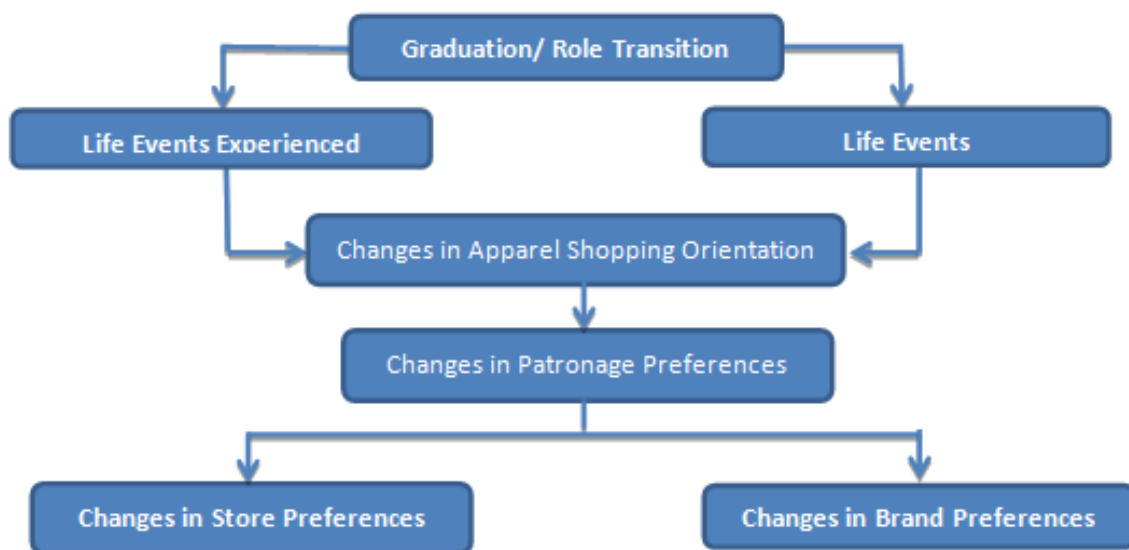 Graduation/ Role Transition
Life Events Experienced
Life Events
Changes in Apparel Shopping Orientation
Changes in Patronage Preferences
Changes in Store Preferences
Changes in Brand Preferences